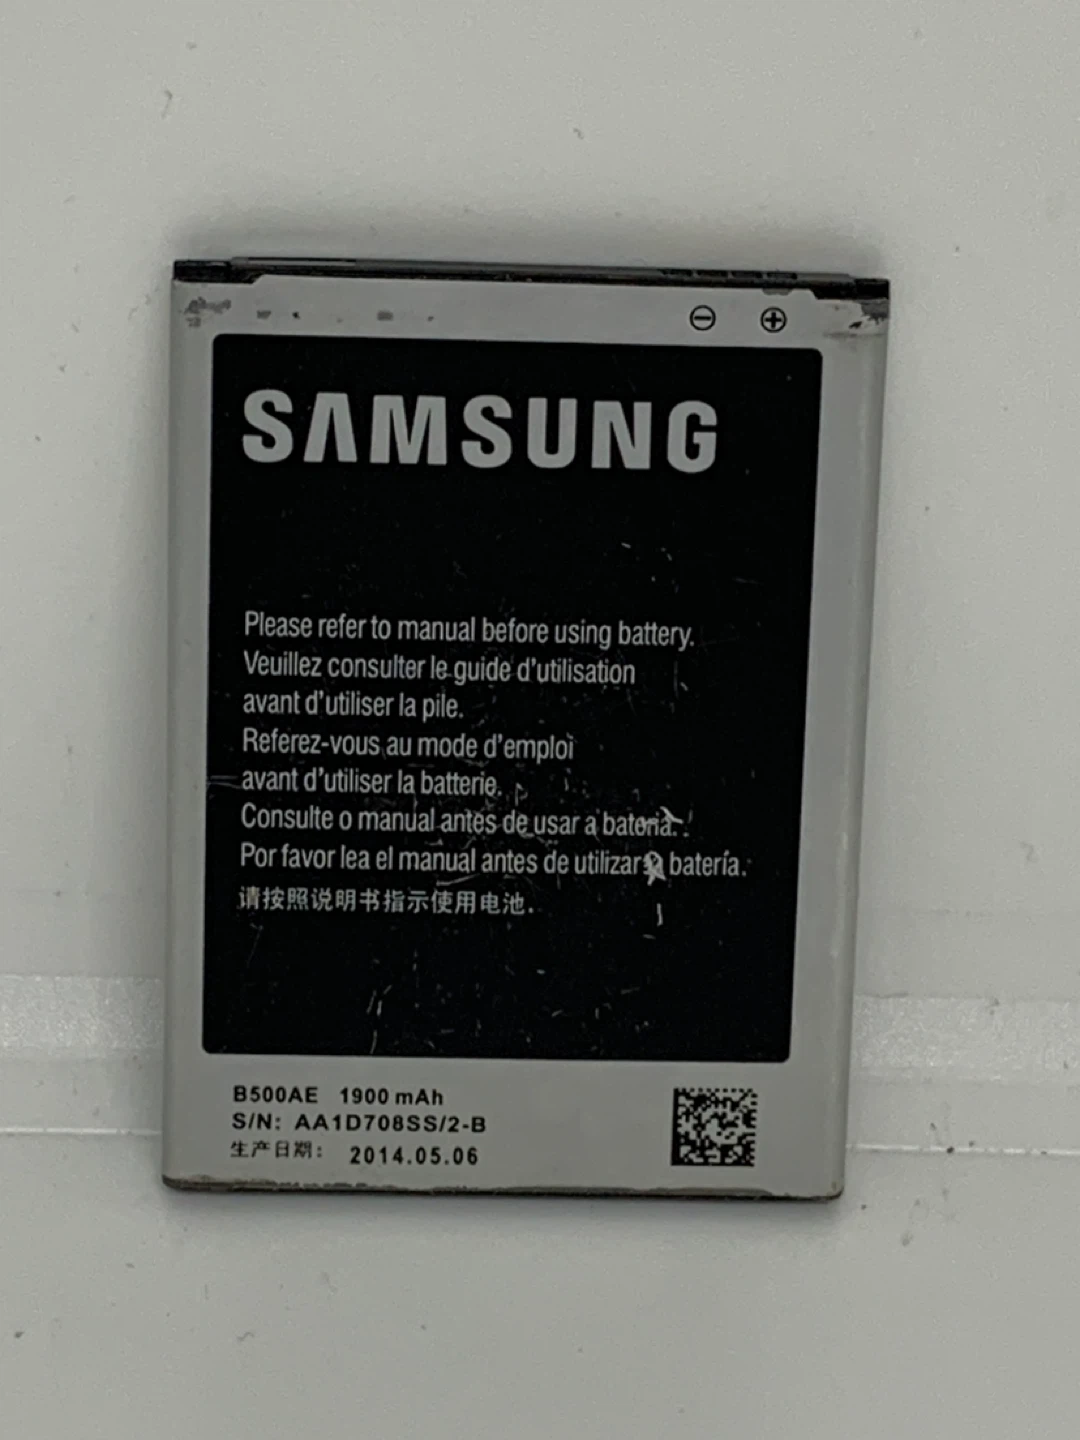 SAMSUNG
Please refer to manual before using battery.
Veuillez consulter le guide d'utilisation
avant d'utiliser la pile.
Referez-vous au mode d'emploi
avant d'utiliser la batterie.
Consulte o manual antes de usar a bateria.
Por favor lea el manual antes de utilizar la batería.
请按照说明书指示使用电池.
B500AE 1900 mAh
S/N: AA1D708SS/2-B
生产日期: 2014.05.06